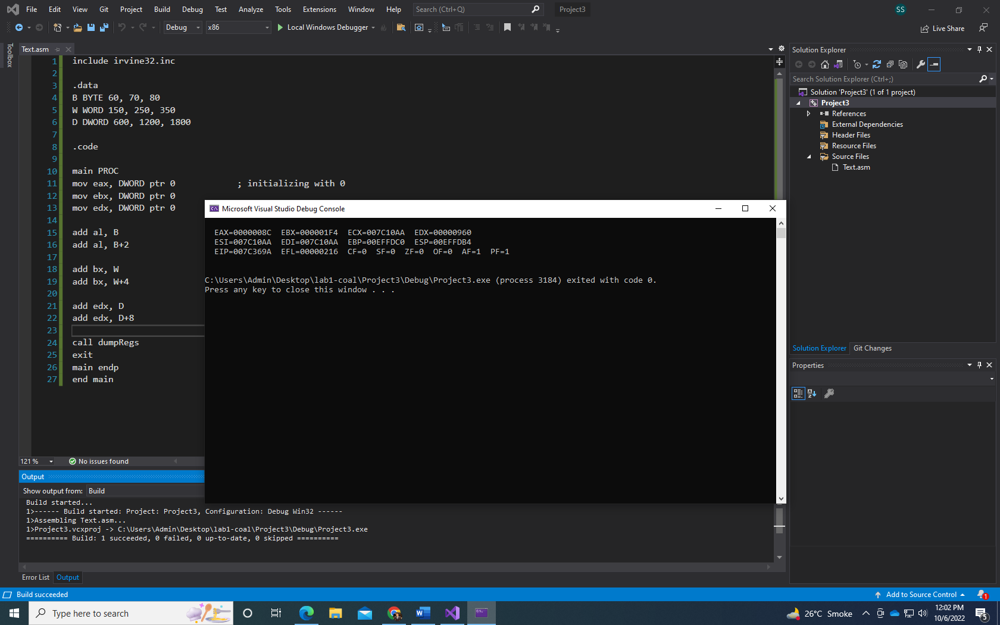 File Edit View Git Project Build Debug Test Analyze Tools Extensions Window Help Search (Ctrl+Q) Project3 SS
Debug x86 Local Windows Debugger Live Share
Toolbox
Text.asm
1 include irvine32.inc
2
3 .data
4 B BYTE 60, 70, 80
5 W WORD 150, 250, 350
6 D DWORD 600, 1200, 1800
7
8 .code
9
10 main PROC
11 mov eax, DWORD ptr 0 ; initializing with 0
12 mov ebx, DWORD ptr 0
13 mov edx, DWORD ptr 0
14
15 add al, B
16 add al, B+2
17
18 add bx, W
19 add bx, W+4
20
21 add edx, D
22 add edx, D+8
23
24 call dumpRegs
25 exit
26 main endp
27 end main
121 % No issues found
Microsoft Visual Studio Debug Console
EAX=0000008C EBX=000001F4 ECX=007C10AA EDX=00000960
ESI=007C10AA EDI=007C10AA EBP=00EFFDC0 ESP=00EFFDB4
EIP=007C369A EFL=00000216 CF=0 SF=0 ZF=0 OF=0 AF=1 PF=1
C:\Users\Admin\Desktop\lab1-coal\Project3\Debug\Project3.exe (process 3184) exited with code 0.
Press any key to close this window . . .
Output
Show output from: Build
Build started...
1>------ Build started: Project: Project3, Configuration: Debug Win32 ------
1>Assembling Text.asm...
1>Project3.vcxproj -> C:\Users\Admin\Desktop\lab1-coal\Project3\Debug\Project3.exe
========== Build: 1 succeeded, 0 failed, 0 up-to-date, 0 skipped ==========
Error List Output
Solution Explorer
Search Solution Explorer (Ctrl+;)
Solution 'Project3' (1 of 1 project)
Project3
References
External Dependencies
Header Files
Resource Files
Source Files
Text.asm
Solution Explorer Git Changes
Properties
Build succeeded Add to Source Control 1
Type here to search 26°C Smoke 12:02 PM
10/6/2022 5